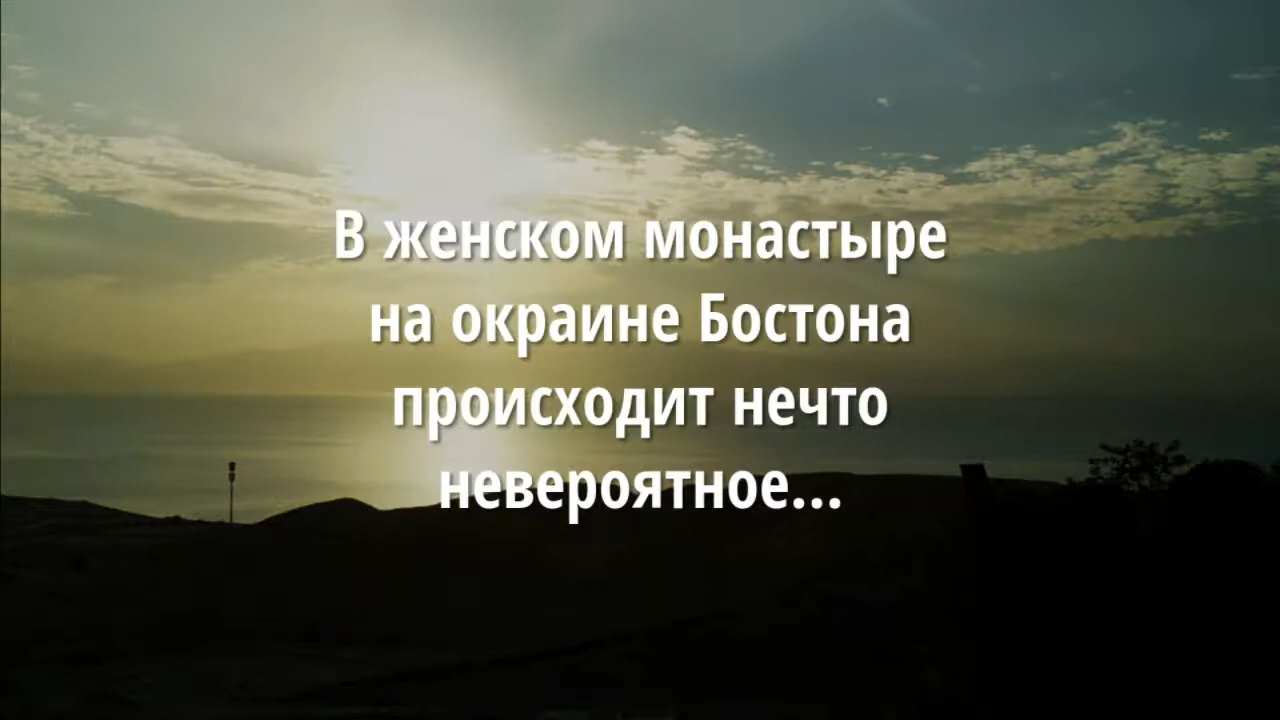 В женском монастыре
на окраине Бостона
происходит нечто
невероятное...